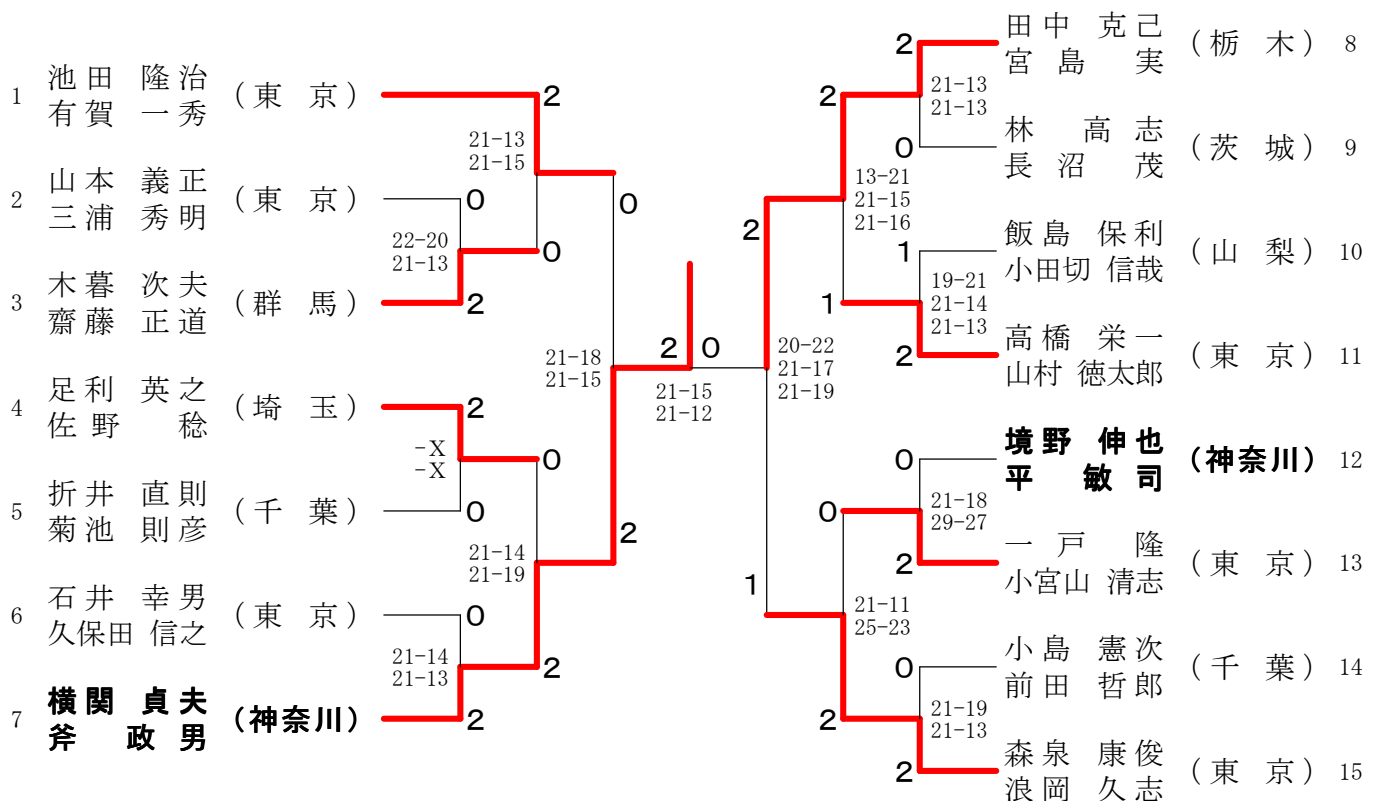 1 池田 隆治 (東 京)
有賀 一秀
2
21-13
21-15
2 山本 義正 (東 京)
三浦 秀明
0
22-20
21-13
0
0
3 木暮 次夫 (群 馬)
齋藤 正道
2
21-18
21-15
4 足利 英之 (埼 玉)
佐野 稔
2
-X
-X
0
5 折井 直則 (千 葉)
菊池 則彦
0
2
21-14
21-19
6 石井 幸男 (東 京)
久保田 信之
0
21-14
21-13
2
7 横関 貞夫 (神奈川)
斧 政男
2
2 0
21-15
21-12
田中 克己 (栃 木) 8
宮島 実
2
21-13
21-13
2
林 高志 (茨 城) 9
長沼 茂
0
13-21
21-15
21-16
2
飯島 保利 (山 梨) 10
小田切 信哉
1
19-21
21-14
21-13
1
高橋 栄一 (東 京) 11
山村 徳太郎
2
20-22
21-17
21-19
境野 伸也 (神奈川) 12
平 敏司
0
21-18
29-27
0
一戸 隆 (東 京) 13
小宮山 清志
2
1
21-11
25-23
小島 憲次 (千 葉) 14
前田 哲郎
0
21-19
21-13
2
森泉 康俊 (東 京) 15
浪岡 久志
2